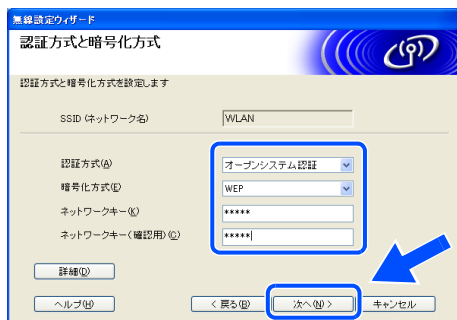 無線設定ウィザード
認証方式と暗号化方式
認証方式と暗号化方式を設定します
SSID (ネットワーク名) WLAN
認証方式(A) オープンシステム認証
暗号化方式(E) WEP
ネットワークキー(K) *****
ネットワークキー(確認用)(C) *****
詳細(D)
ヘルプ(H) < 戻る(B) 次へ(N) > キャンセル